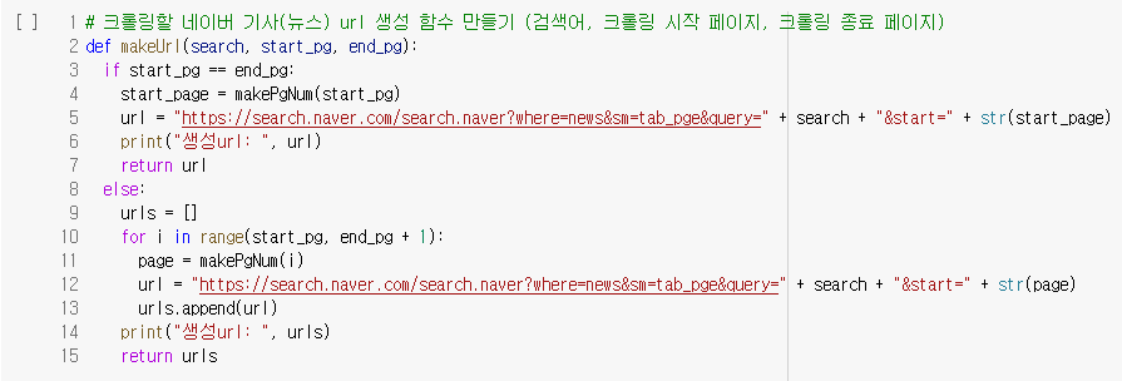 [ ] 1 # 크롤링할 네이버 기사(뉴스) url 생성 함수 만들기 (검색어, 크롤링 시작 페이지, 크롤링 종료 페이지)
2 def makeUrl(search, start_pg, end_pg):
3   if start_pg == end_pg:
4     start_page = makePgNum(start_pg)
5     url = "https://search.naver.com/search.naver?where=news&sm=tab_pge&query=" + search + "&start=" + str(start_page)
6     print("생성url: ", url)
7     return url
8   else:
9     urls = []
10     for i in range(start_pg, end_pg + 1):
11       page = makePgNum(i)
12       url = "https://search.naver.com/search.naver?where=news&sm=tab_pge&query=" + search + "&start=" + str(page)
13       urls.append(url)
14     print("생성url: ", urls)
15     return urls